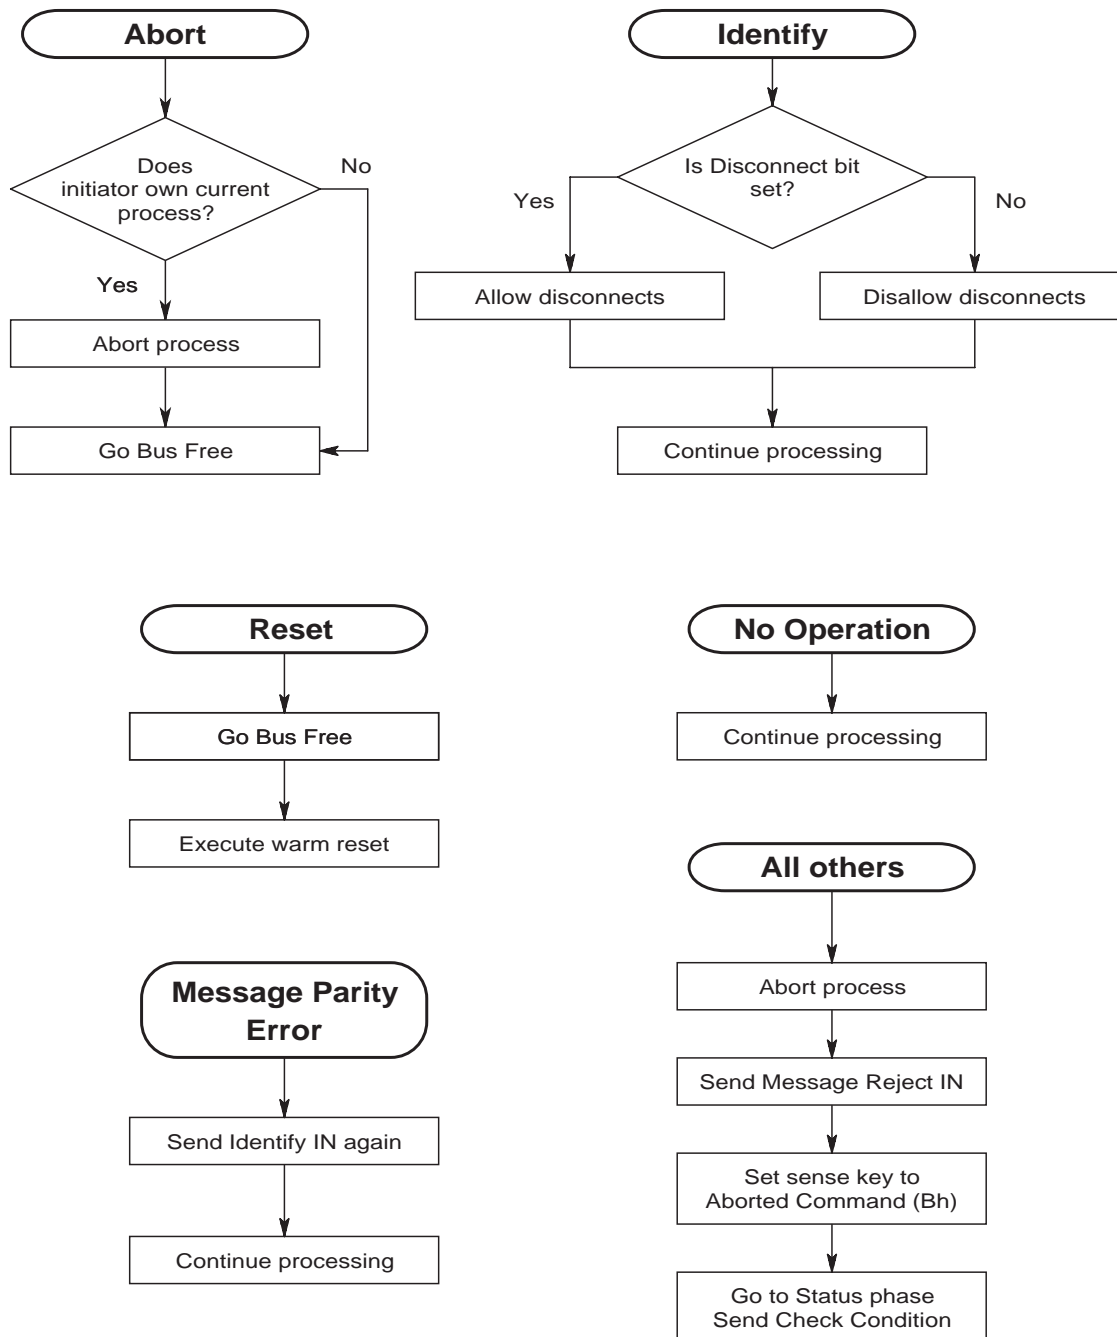 Abort
Does
initiator own current
process?
No
Yes
Abort process
Go Bus Free
Identify
Is Disconnect bit
set?
Yes
No
Allow disconnects
Disallow disconnects
Continue processing
Reset
Go Bus Free
Execute warm reset
No Operation
Continue processing
Message Parity
Error
Send Identify IN again
Continue processing
All others
Abort process
Send Message Reject IN
Set sense key to
Aborted Command (Bh)
Go to Status phase
Send Check Condition